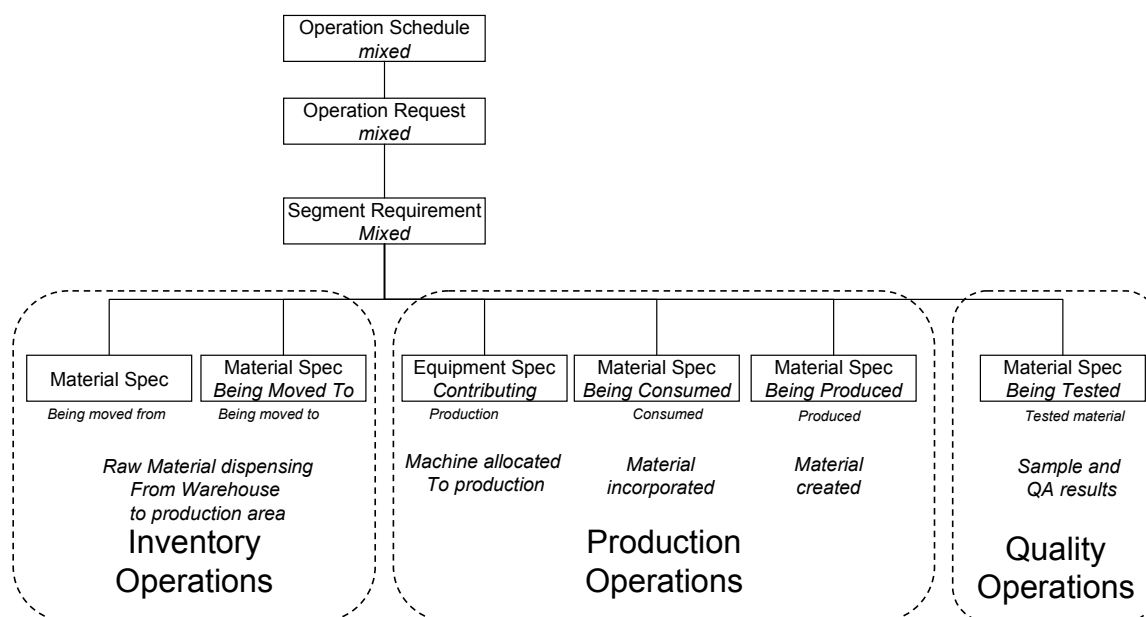 Operation Schedule
mixed
Operation Request
mixed
Segment Requirement
Mixed
Material Spec
Being moved from
Material Spec
Being Moved To
Being moved to
Raw Material dispensing
From Warehouse
to production area
Inventory
Operations
Equipment Spec
Contributing
Production
Machine allocated
To production
Material Spec
Being Consumed
Consumed
Material
incorporated
Material Spec
Being Produced
Produced
Material
created
Production
Operations
Material Spec
Being Tested
Tested material
Sample and
QA results
Quality
Operations